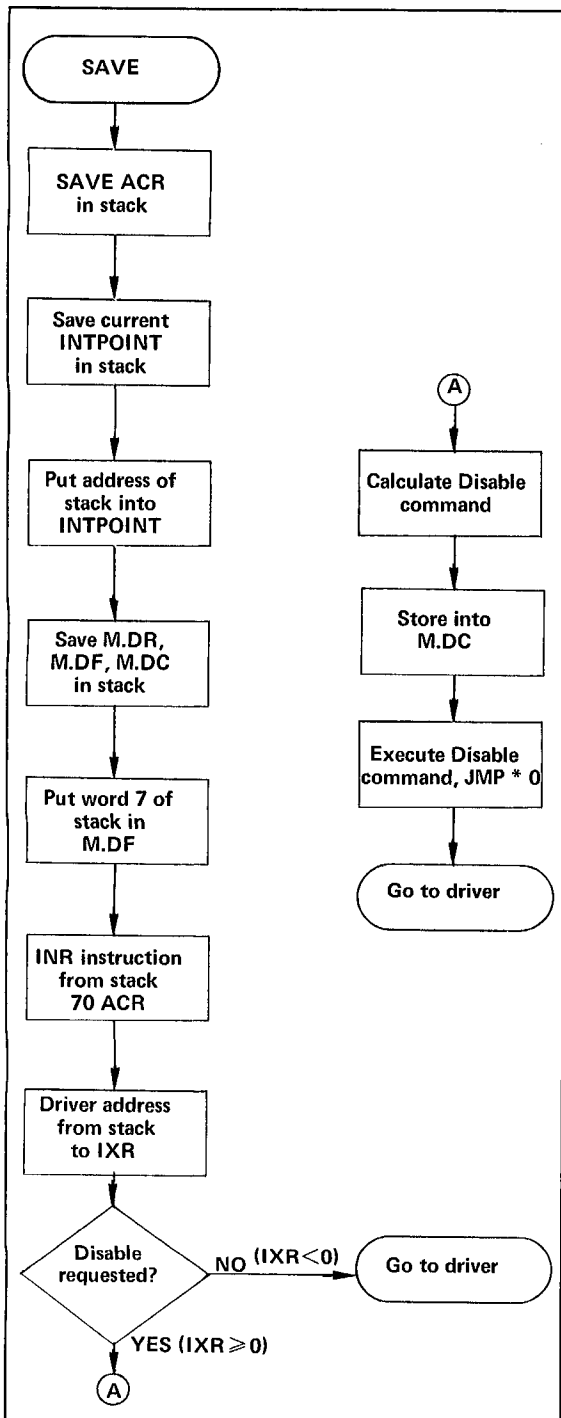 SAVE
SAVE ACR
in stack
Save current
INTPOINT
in stack
Put address of
stack into
INTPOINT
Save M.DR,
M.DF, M.DC
in stack
Put word 7 of
stack in
M.DF
INR instruction
from stack
70 ACR
Driver address
from stack
to IXR
Disable
requested?
NO (IXR<0)
Go to driver
YES (IXR ≥ 0)
A
A
Calculate Disable
command
Store into
M.DC
Execute Disable
command, JMP * 0
Go to driver